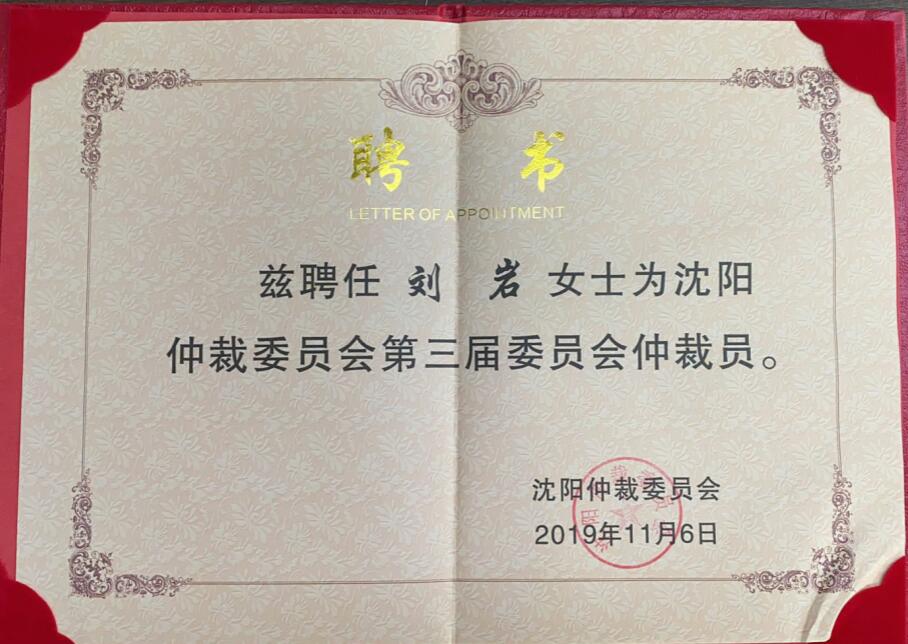 聘 书
LETTER OF APPOINTMENT
兹聘任 刘 岩 女士为沈阳
仲裁委员会第三届委员会仲裁员。
沈阳仲裁委员会
2019年11月6日